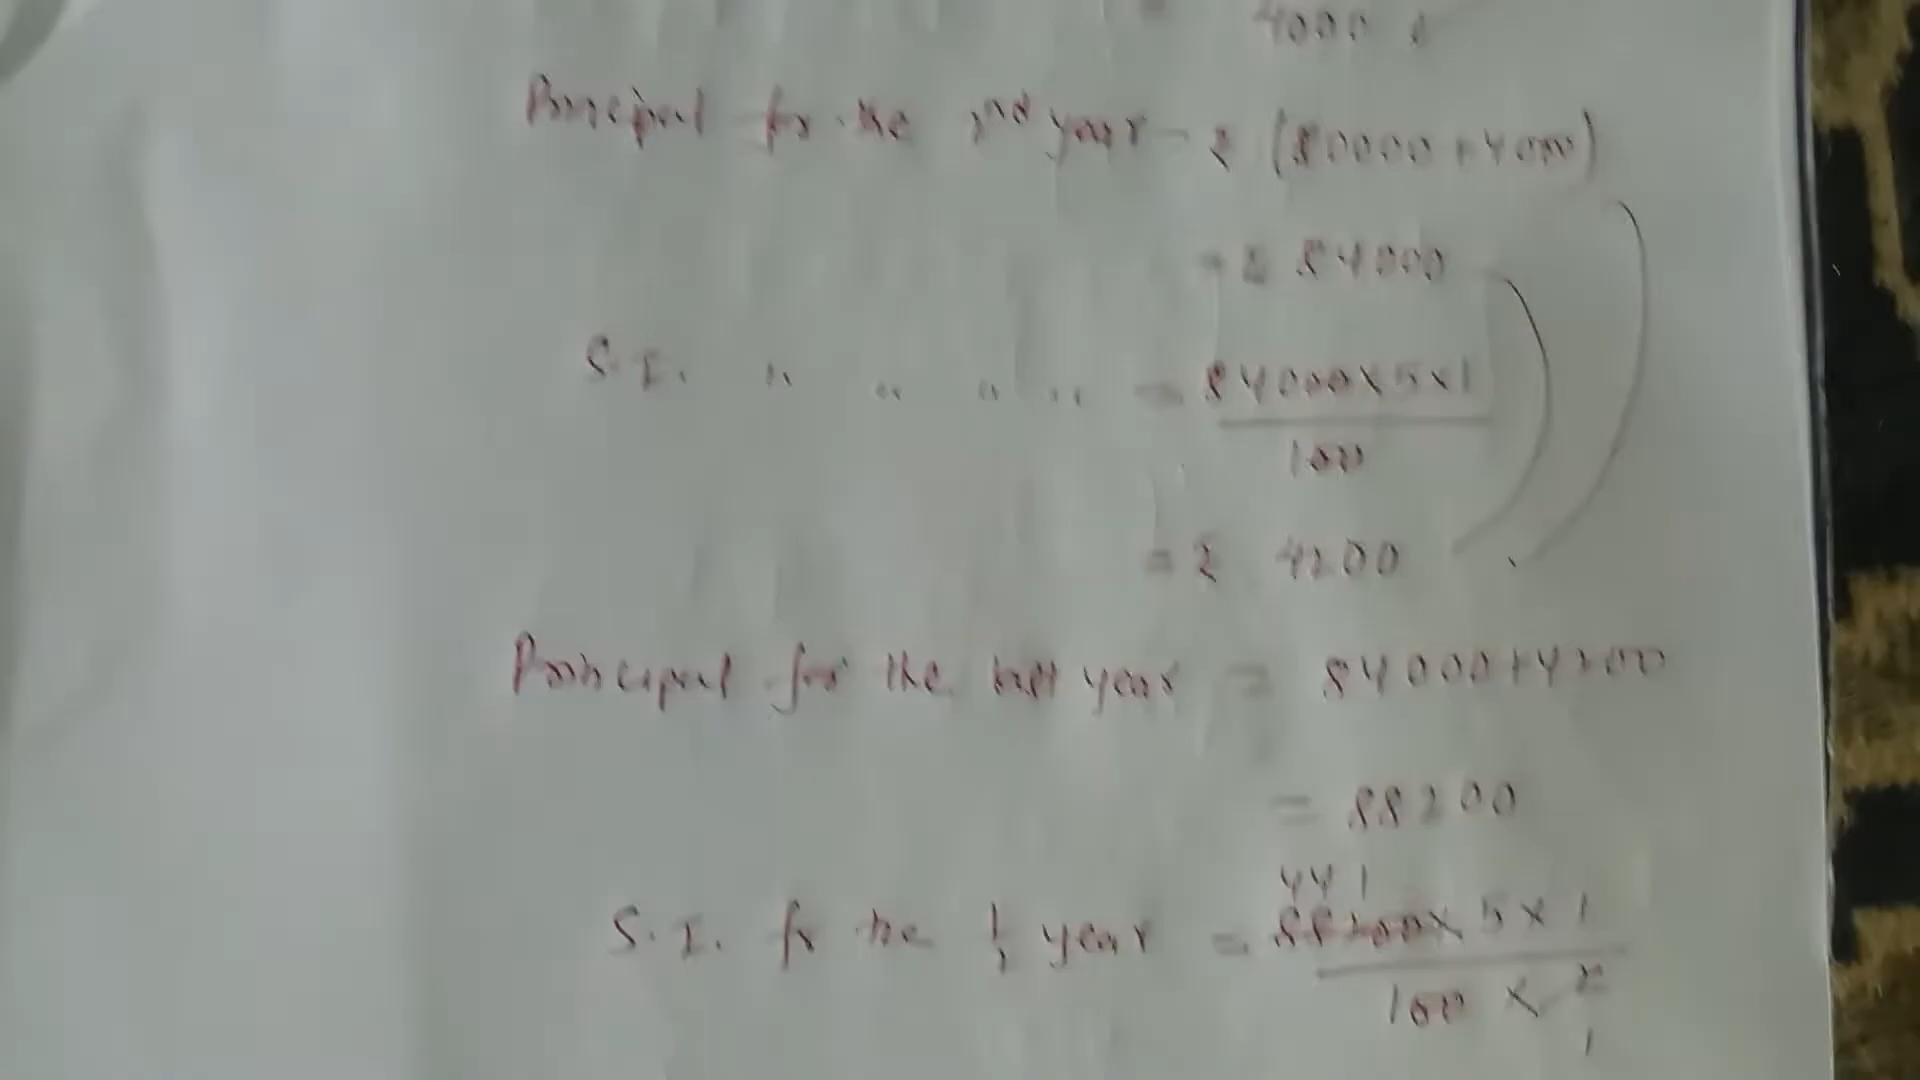 4000
Principal for the 2nd year = ₹ (80000+4000)
= ₹ 84000
S.I. " " " " = 84000×5×1
100
= ₹ 4200
Principal for the last year = 84000+4200
= 88200
441
S.I. for the 1/2 year = 88200×5×1
100 × 2
1